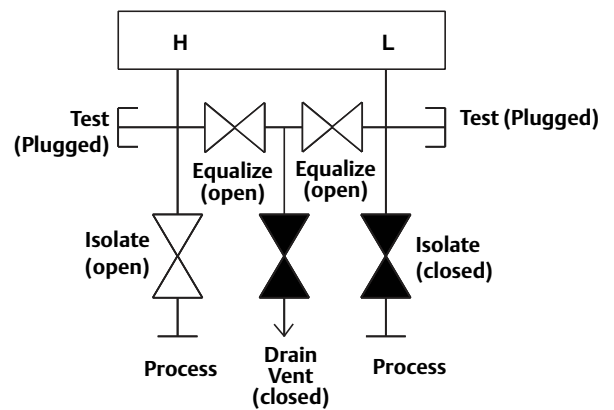 H
L
Test
(Plugged)
Test (Plugged)
Equalize
(open)
Equalize
(open)
Isolate
(open)
Isolate
(closed)
Process
Drain
Vent
(closed)
Process